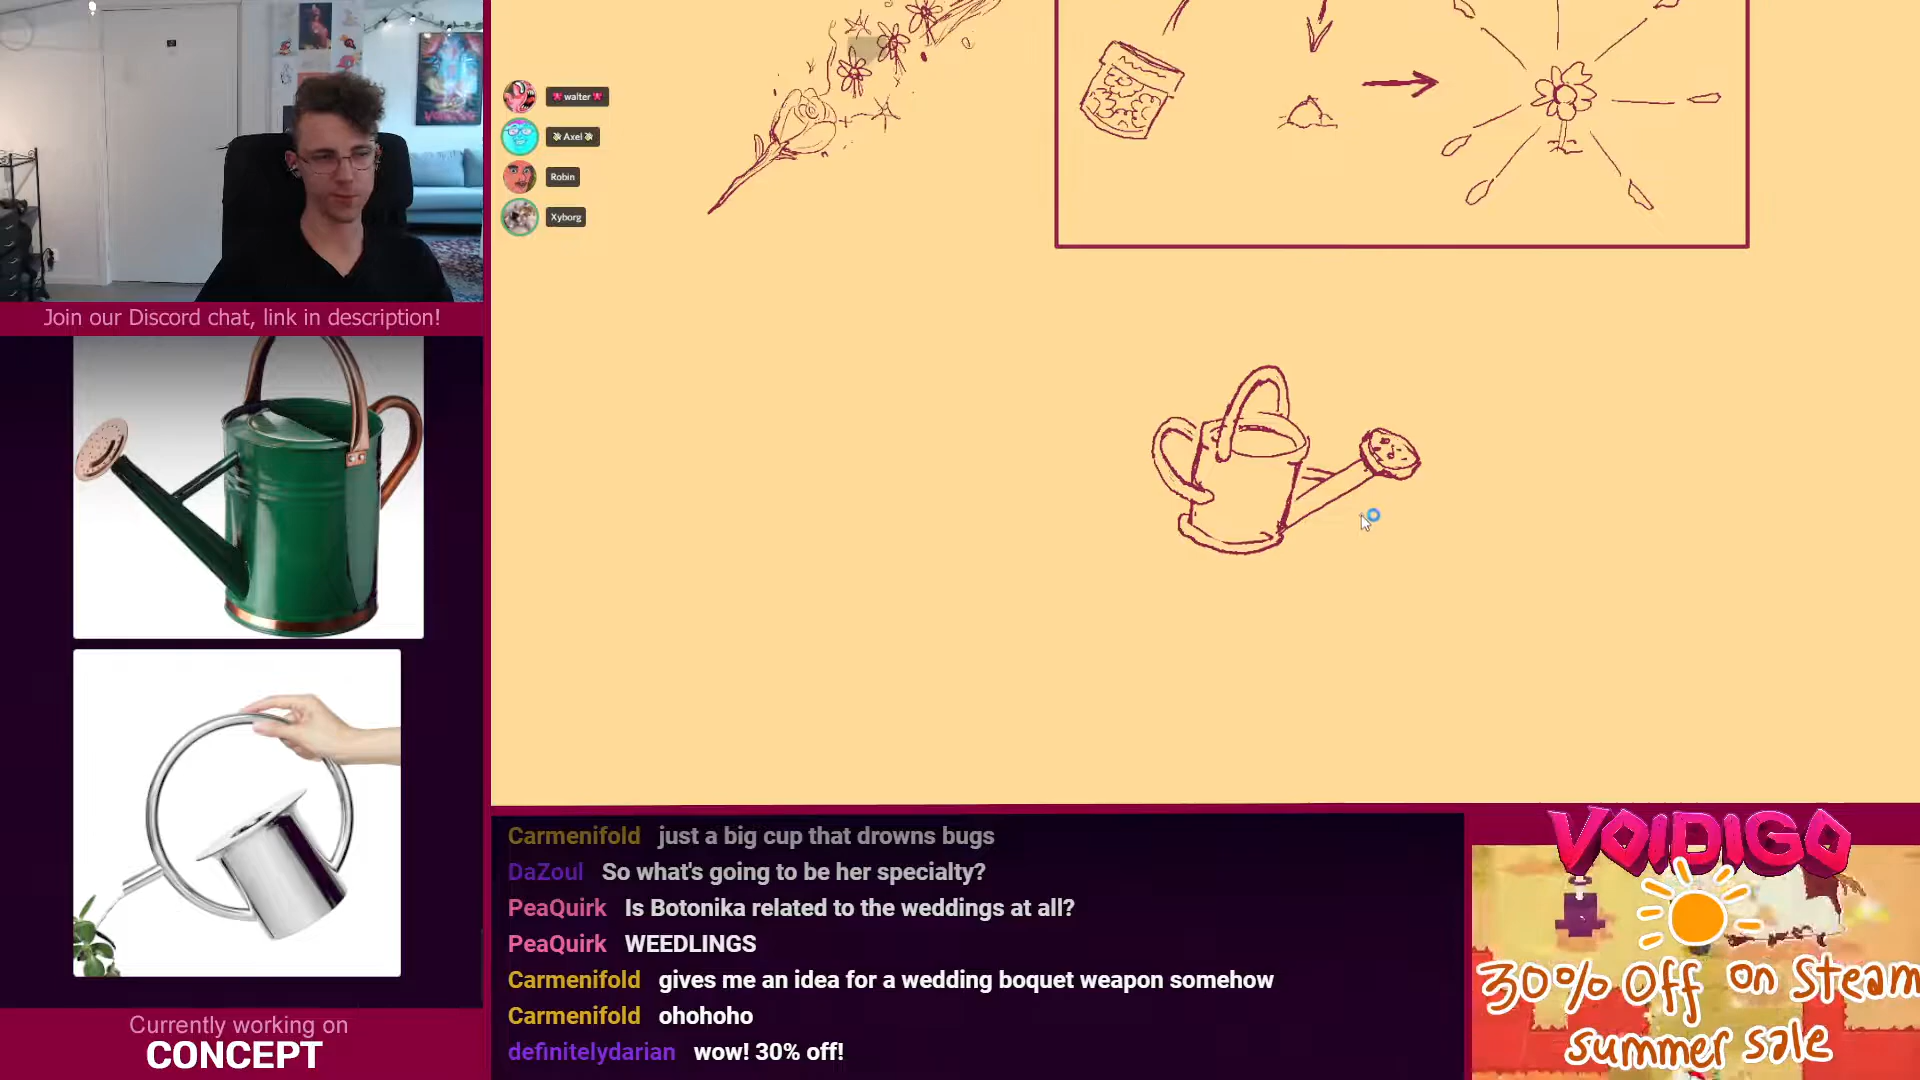 walter
Axel
Robin
Xyborg
Join our Discord chat, link in description!
Carmenifold just a big cup that drowns bugs
DaZoul So what's going to be her specialty?
PeaQuirk Is Botonika related to the weddings at all?
PeaQuirk WEEDLINGS
Carmenifold gives me an idea for a wedding boquet weapon somehow
Carmenifold ohohoho
definitelydarian wow! 30% off!
Currently working on
CONCEPT
VOIDIGO
30% Off on Steam
summer sale